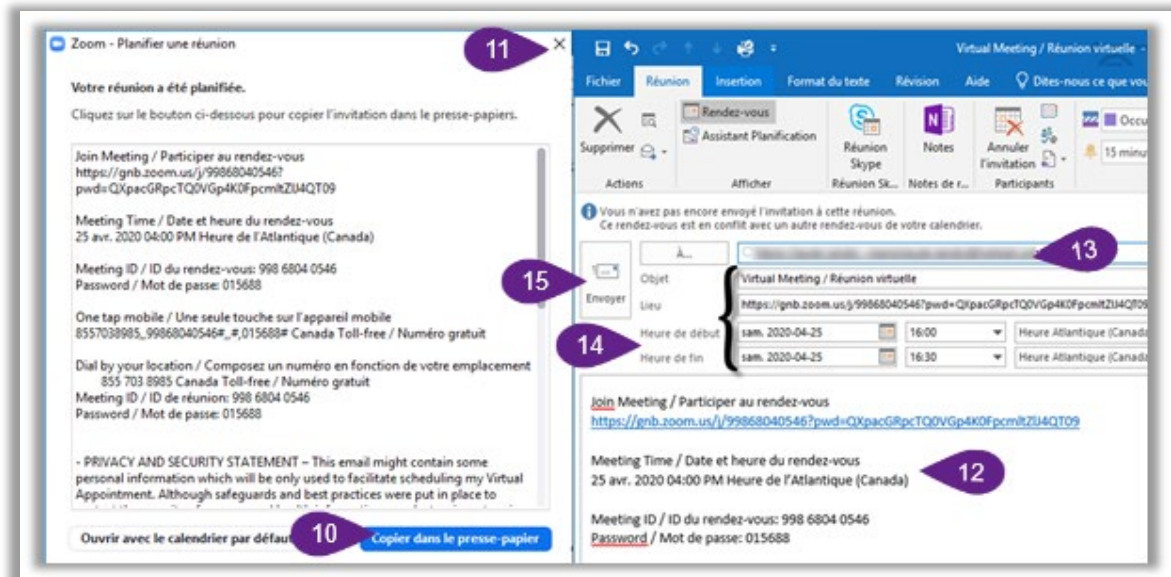 Zoom - Planifier une réunion
11
Votre réunion a été planifiée.
Cliquez sur le bouton ci-dessous pour copier l'invitation dans le presse-papiers.
Join Meeting / Participer au rendez-vous
https://gnb.zoom.us/j/99868040546?
pwd=QXpacGRpcTQ0VGp4K0FpcmltZlJ4QT09
Meeting Time / Date et heure du rendez-vous
25 avr. 2020 04:00 PM Heure de l'Atlantique (Canada)
Meeting ID / ID du rendez-vous: 998 6804 0546
Password / Mot de passe: 015688
One tap mobile / Une seule touche sur l'appareil mobile
8557038985,,99868040546#,,#,015688# Canada Toll-free / Numéro gratuit
Dial by your location / Composez un numéro en fonction de votre emplacement
855 703 8985 Canada Toll-free / Numéro gratuit
Meeting ID / ID de réunion: 998 6804 0546
Password / Mot de passe: 015688
- PRIVACY AND SECURITY STATEMENT – This email might contain some
personal information which will be only used to facilitate scheduling my Virtual
Appointment. Although safeguards and best practices were put in place to
Ouvrir avec le calendrier par défaut
10
Copier dans le presse-papier
Virtual Meeting / Réunion virtuelle -
Fichier Réunion Insertion Format du texte Révision Aide Dites-nous ce que vou
Supprimer
Rendez-vous
Assistant Planification
Réunion
Skype
Notes
Annuler
l'invitation
Occu
15 minu
Actions Afficher Réunion Sk... Notes de r... Participants
Vous n'avez pas encore envoyé l'invitation à cette réunion.
Ce rendez-vous est en conflit avec un autre rendez-vous de votre calendrier.
À...
13
15
Envoyer
Objet Virtual Meeting / Réunion virtuelle
Lieu https://gnb.zoom.us/j/99868040546?pwd=QXpacGRpcTQ0VGp4K0FpcmltZlJ4QT09
14
Heure de début sam. 2020-04-25 16:00 Heure Atlantique (Canada
Heure de fin sam. 2020-04-25 16:30 Heure Atlantique (Canada
Join Meeting / Participer au rendez-vous
https://gnb.zoom.us/j/99868040546?pwd=QXpacGRpcTQ0VGp4K0FpcmltZlJ4QT09
Meeting Time / Date et heure du rendez-vous
25 avr. 2020 04:00 PM Heure de l'Atlantique (Canada)
12
Meeting ID / ID du rendez-vous: 998 6804 0546
Password / Mot de passe: 015688